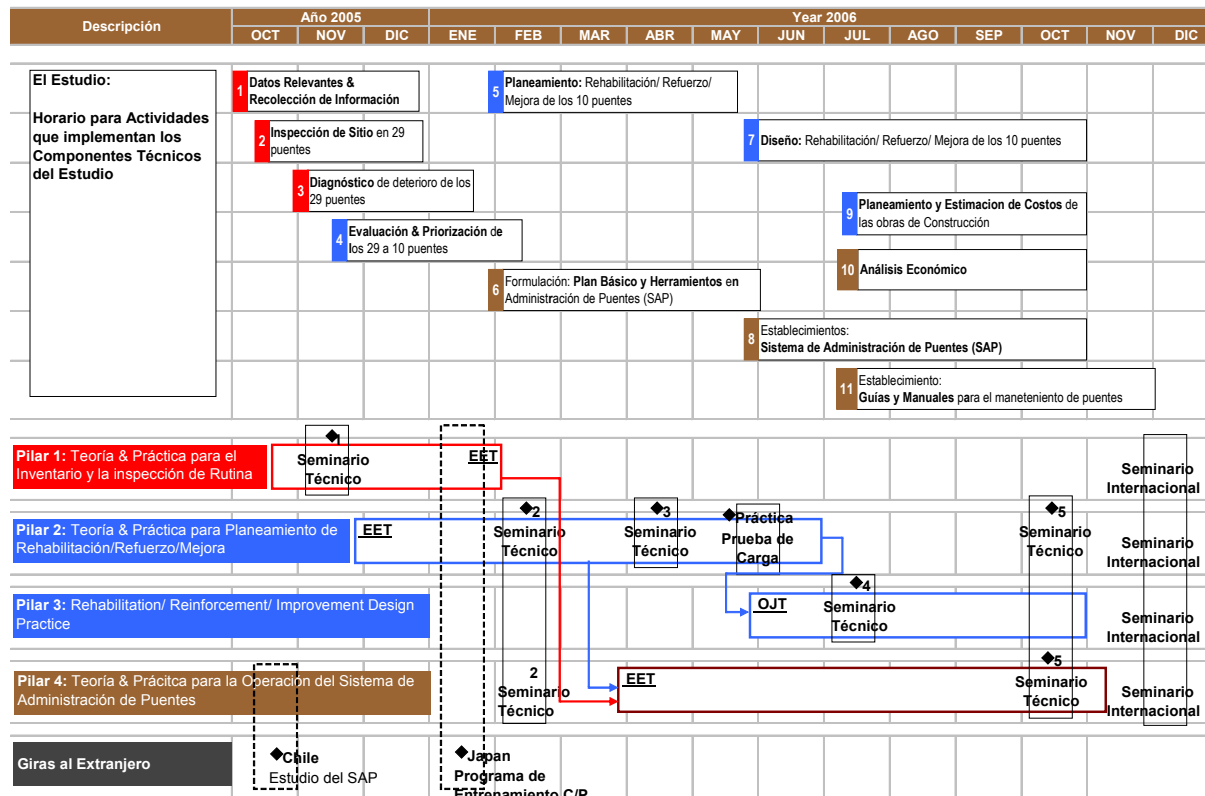 Descripción
Año 2005
Year 2006
OCT NOV DIC ENE FEB MAR ABR MAY JUN JUL AGO SEP OCT NOV DIC
El Estudio:
Horario para Actividades
que implementan los
Componentes Técnicos
del Estudio
1 Datos Relevantes &
Recolección de Información
2 Inspección de Sitio en 29
puentes
3 Diagnóstico de deterioro de los
29 puentes
4 Evaluación & Priorización de
los 29 a 10 puentes
5 Planeamiento: Rehabilitación/ Refuerzo/
Mejora de los 10 puentes
6 Formulación: Plan Básico y Herramientos en
Administración de Puentes (SAP)
7 Diseño: Rehabilitación/ Refuerzo/ Mejora de los 10 puentes
8 Establecimientos:
Sistema de Administración de Puentes (SAP)
9 Planeamiento y Estimacion de Costos de
las obras de Construcción
10 Análisis Económico
11 Establecimiento:
Guías y Manuales para el maneteniento de puentes
Pilar 1: Teoría & Práctica para el
Inventario y la inspección de Rutina
1
Seminario
Técnico
EET
Seminario
Internacional
Pilar 2: Teoría & Práctica para Planeamiento de
Rehabilitación/Refuerzo/Mejora
EET
2
Seminario
Técnico
3
Seminario
Técnico
Práctica
Prueba de
Carga
5
Seminario
Técnico
Seminario
Internacional
Pilar 3: Rehabilitation/ Reinforcement/ Improvement Design
Practice
OJT
4
Seminario
Técnico
Seminario
Internacional
Pilar 4: Teoría & Prácitca para la Operación del Sistema de
Administración de Puentes
2
Seminario
Técnico
EET
5
Seminario
Técnico
Seminario
Internacional
Giras al Extranjero
Chile
Estudio del SAP
Japan
Programa de
Entrenamiento C/P